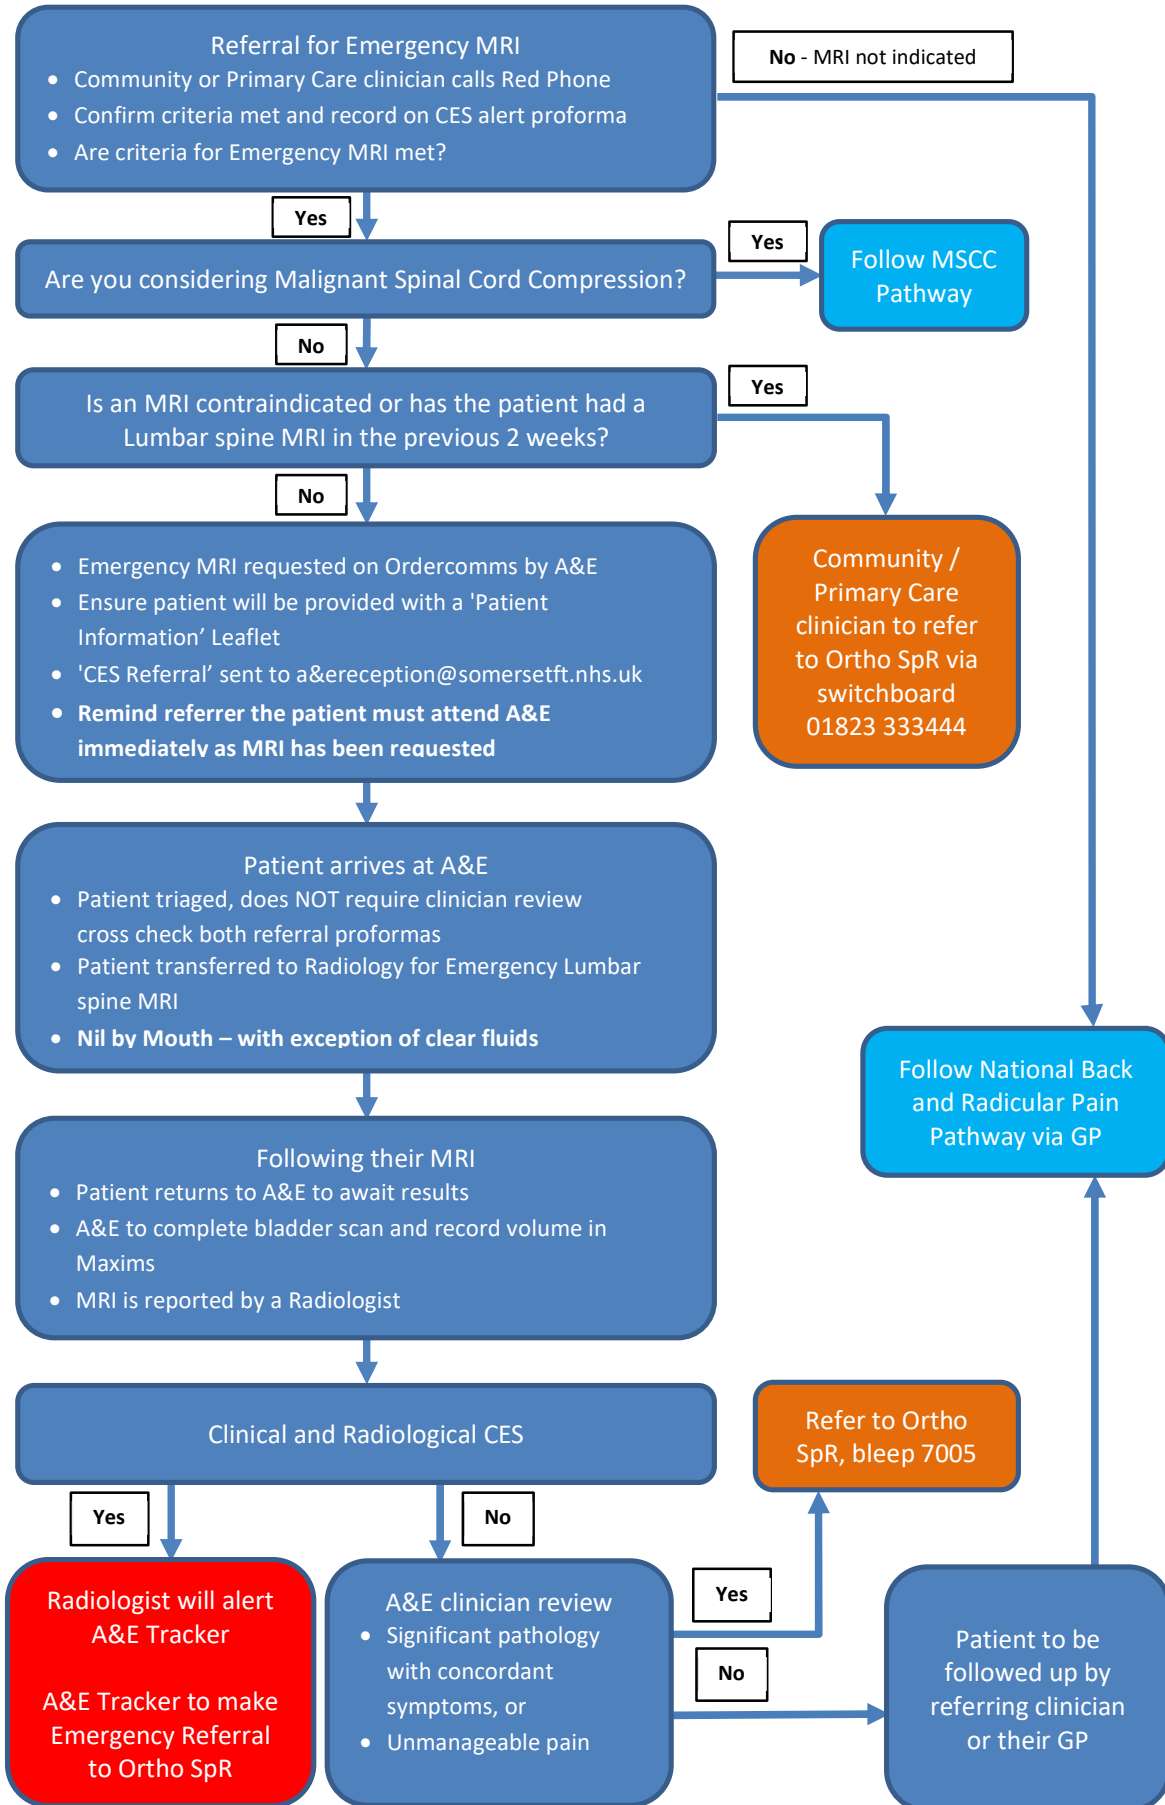 Referral for Emergency MRI
• Community or Primary Care clinician calls Red Phone
• Confirm criteria met and record on CES alert proforma
• Are criteria for Emergency MRI met?
No - MRI not indicated
Yes
Are you considering Malignant Spinal Cord Compression?
Yes
Follow MSCC
Pathway
No
Is an MRI contraindicated or has the patient had a
Lumbar spine MRI in the previous 2 weeks?
Yes
Community /
Primary Care
clinician to refer
to Ortho SpR via
switchboard
01823 333444
No
• Emergency MRI requested on Ordercomms by A&E
• Ensure patient will be provided with a 'Patient
Information’ Leaflet
• 'CES Referral’ sent to a&ereception@somersetft.nhs.uk
• Remind referrer the patient must attend A&E
immediately as MRI has been requested
Patient arrives at A&E
• Patient triaged, does NOT require clinician review
cross check both referral proformas
• Patient transferred to Radiology for Emergency Lumbar
spine MRI
• Nil by Mouth – with exception of clear fluids
Follow National Back
and Radicular Pain
Pathway via GP
Following their MRI
• Patient returns to A&E to await results
• A&E to complete bladder scan and record volume in
Maxims
• MRI is reported by a Radiologist
Clinical and Radiological CES
Refer to Ortho
SpR, bleep 7005
Yes
No
Radiologist will alert
A&E Tracker
A&E Tracker to make
Emergency Referral
to Ortho SpR
A&E clinician review
• Significant pathology
with concordant
symptoms, or
• Unmanageable pain
Yes
No
Patient to be
followed up by
referring clinician
or their GP